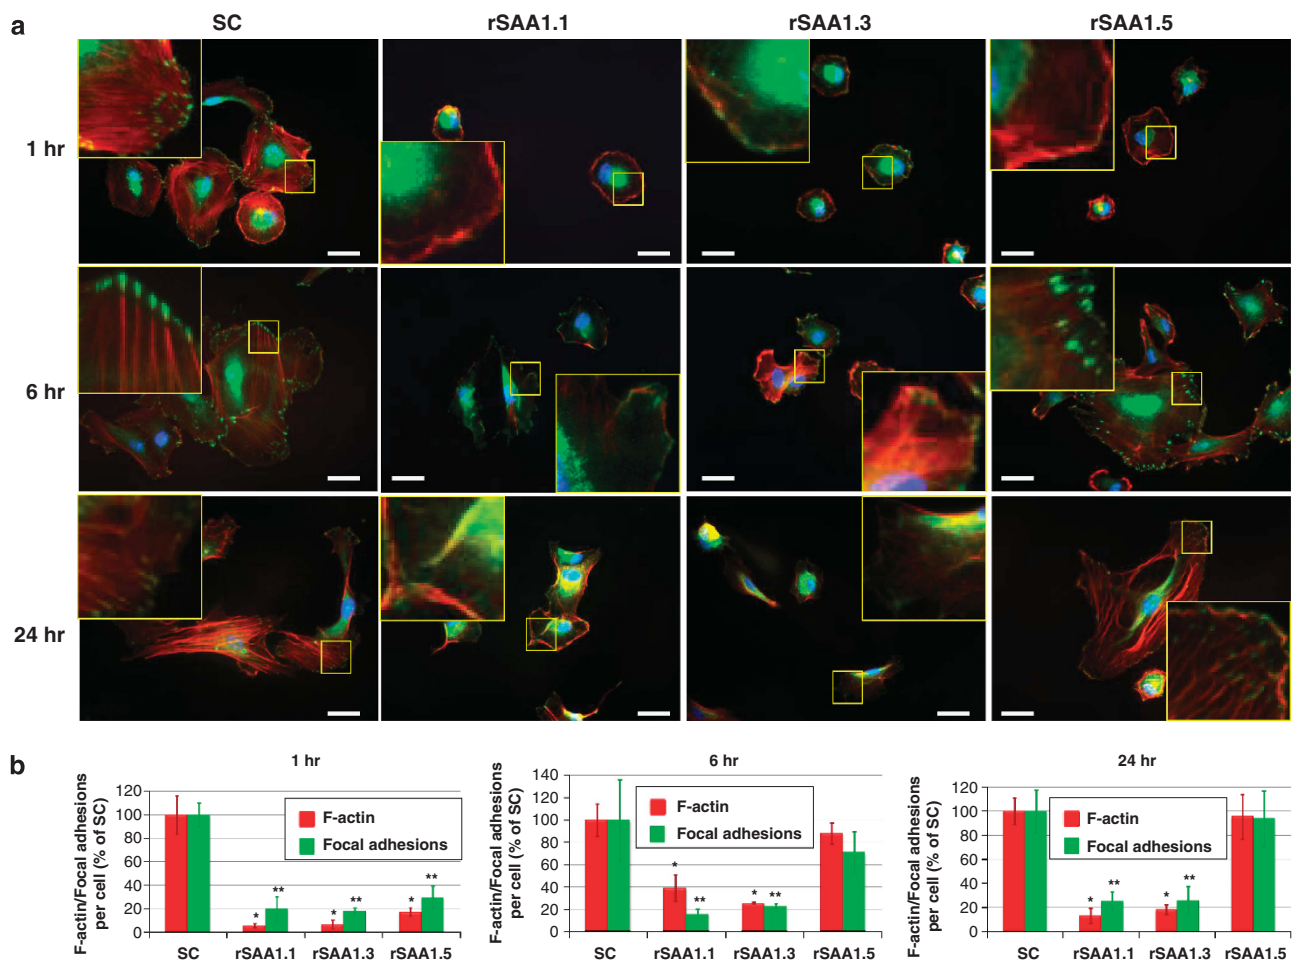 a
SC rSAA1.1 rSAA1.3 rSAA1.5
1 hr
6 hr
24 hr
b
1 hr
F-actin/Focal adhesions
per cell (% of SC)
120
100
80
60
40
20
0
F-actin
Focal adhesions
* ** * ** * **
SC rSAA1.1 rSAA1.3 rSAA1.5
6 hr
F-actin/Focal adhesions
per cell (% of SC)
140
120
100
80
60
40
20
0
F-actin
Focal adhesions
* ** * **
SC rSAA1.1 rSAA1.3 rSAA1.5
24 hr
F-actin/Focal adhesions
per cell (% of SC)
120
100
80
60
40
20
0
F-actin
Focal adhesions
* ** * **
SC rSAA1.1 rSAA1.3 rSAA1.5